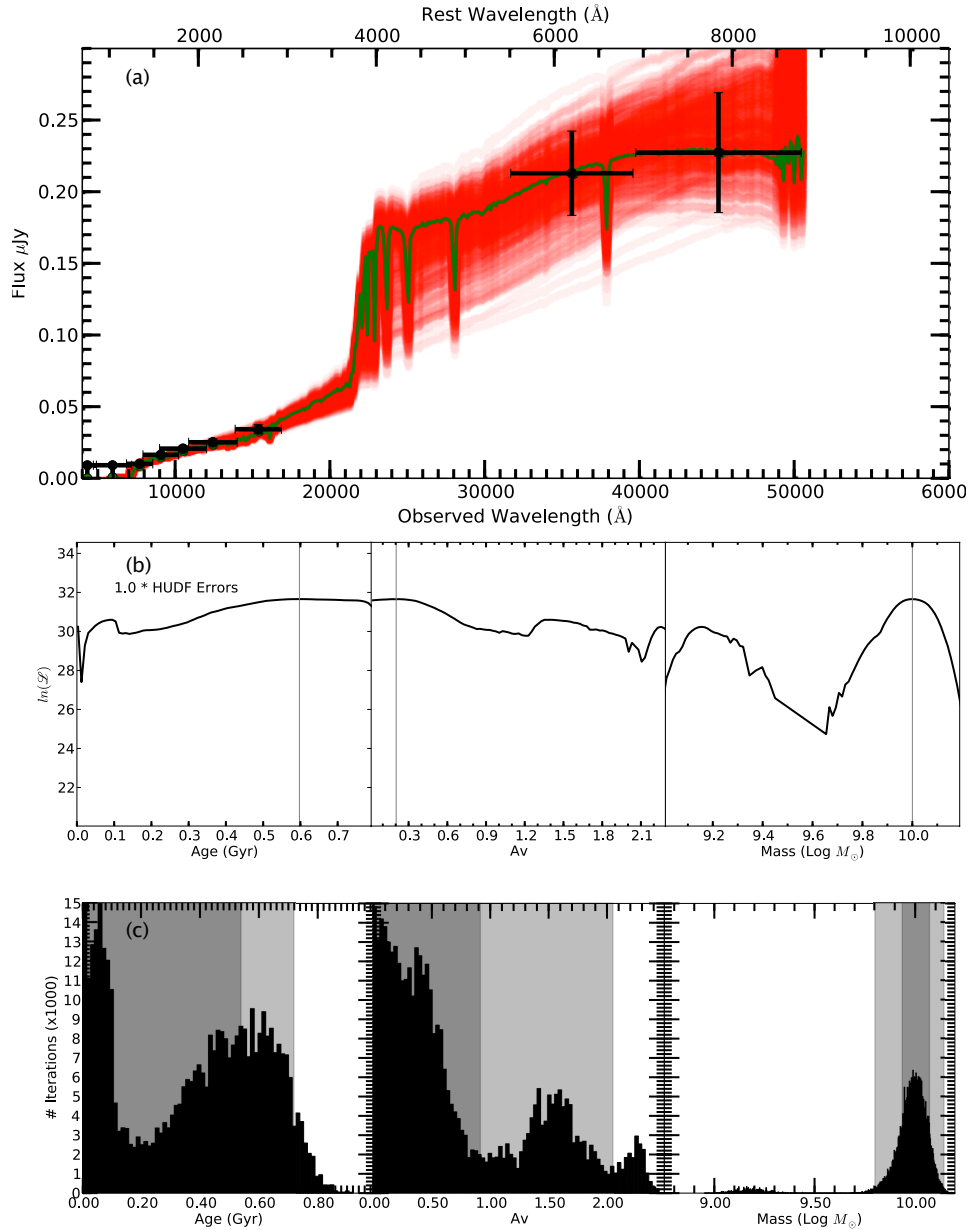 Rest Wavelength (Å)
2000 4000 6000 8000 10000
(a)
0.25
0.20
0.15
0.10
0.05
0.00
Flux μJy
10000 20000 30000 40000 50000 6000
Observed Wavelength (Å)
(b)
1.0 * HUDF Errors
34
32
30
28
26
24
22
ln(ℒ)
0.0 0.1 0.2 0.3 0.4 0.5 0.6 0.7
Age (Gyr)
0.3 0.6 0.9 1.2 1.5 1.8 2.1
Av
9.2 9.4 9.6 9.8 10.0
Mass (Log M☉)
(c)
15
14
13
12
11
10
9
8
7
6
5
4
3
2
1
0
# Iterations (x1000)
0.00 0.20 0.40 0.60 0.80
Age (Gyr)
0.00 0.50 1.00 1.50 2.00
Av
9.00 9.50 10.00
Mass (Log M☉)